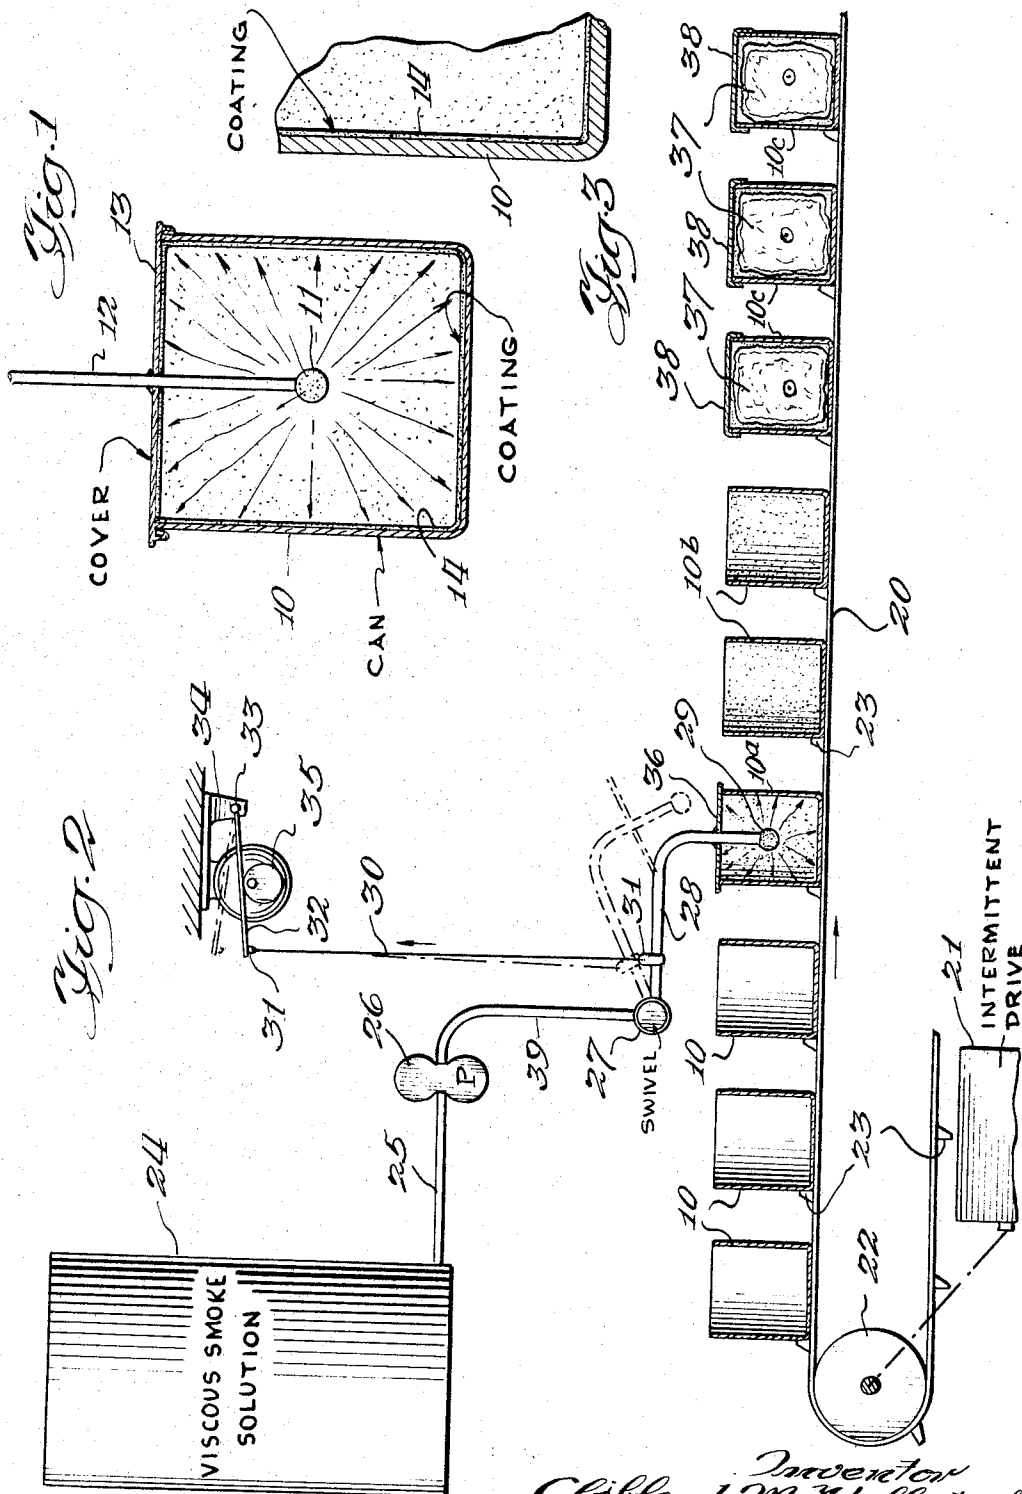 Fig. 1
COVER
12
13
11
10
CAN
14
COATING
Fig. 3
COATING
14
10
Fig. 2
24
VISCOUS SMOKE
SOLUTION
25
26
P
39
27
SWIVEL
30
31
32
33
34
35
31
28
36
29
10a
10
10
10b
23
20
38
37
10c
38
37
10c
38
37
22
23
21
INTERMITTENT
DRIVE
Inventor